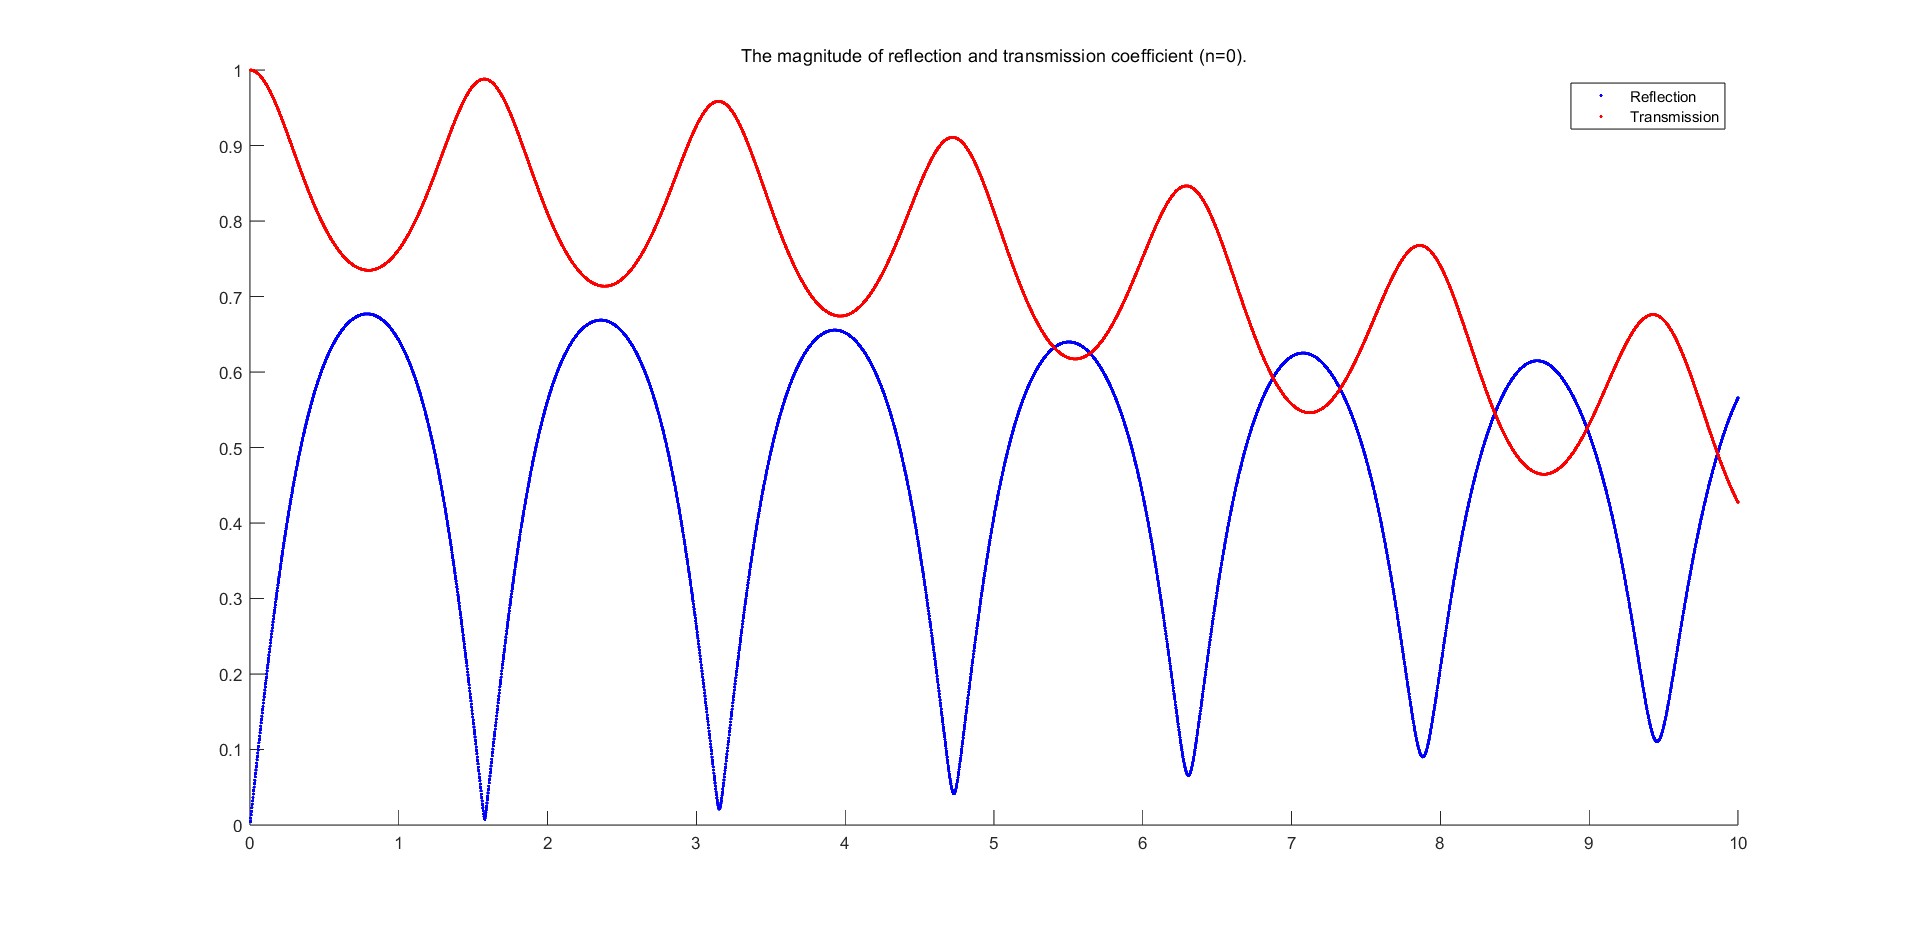 The magnitude of reflection and transmission coefficient (n=0).
Reflection
Transmission
1
0.9
0.8
0.7
0.6
0.5
0.4
0.3
0.2
0.1
0
0 1 2 3 4 5 6 7 8 9 10